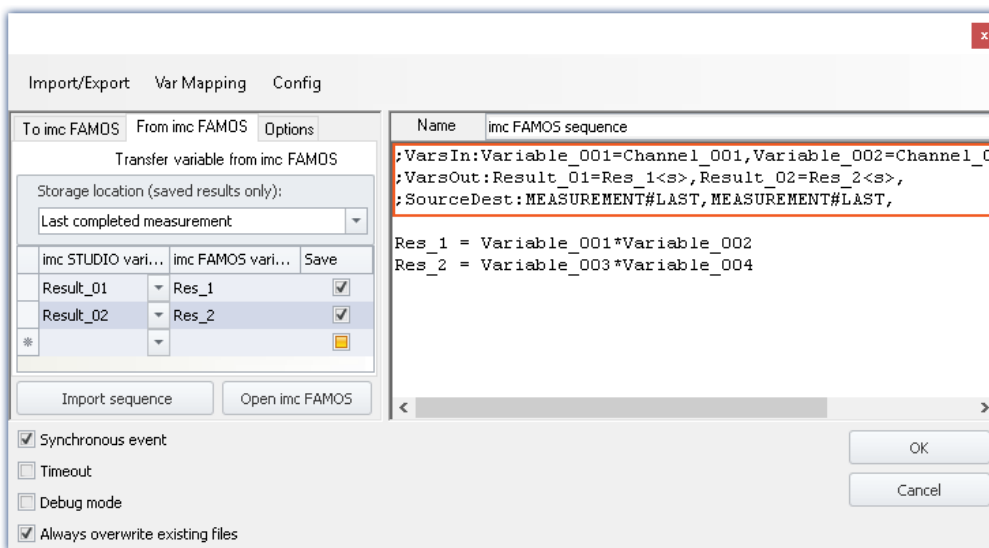 x
Import/Export Var Mapping Config
To imc FAMOS From imc FAMOS Options
Transfer variable from imc FAMOS
Storage location (saved results only):
Last completed measurement
imc STUDIO vari... imc FAMOS vari... Save
Result_01 Res_1
Result_02 Res_2
Import sequence Open imc FAMOS
Name imc FAMOS sequence
;VarsIn:Variable_001=Channel_001,Variable_002=Channel_0
;VarsOut:Result_01=Res_1<s>,Result_02=Res_2<s>,
;SourceDest:MEASUREMENT#LAST,MEASUREMENT#LAST,
Res_1 = Variable_001*Variable_002
Res_2 = Variable_003*Variable_004
Synchronous event
Timeout
Debug mode
Always overwrite existing files
OK
Cancel